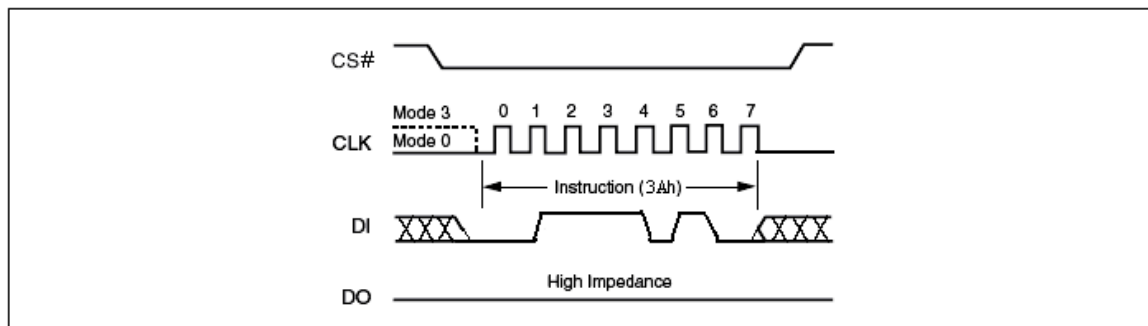 CS#
Mode 3
0 1 2 3 4 5 6 7
CLK
Mode 0
Instruction (3Ah)
DI
High Impedance
DO